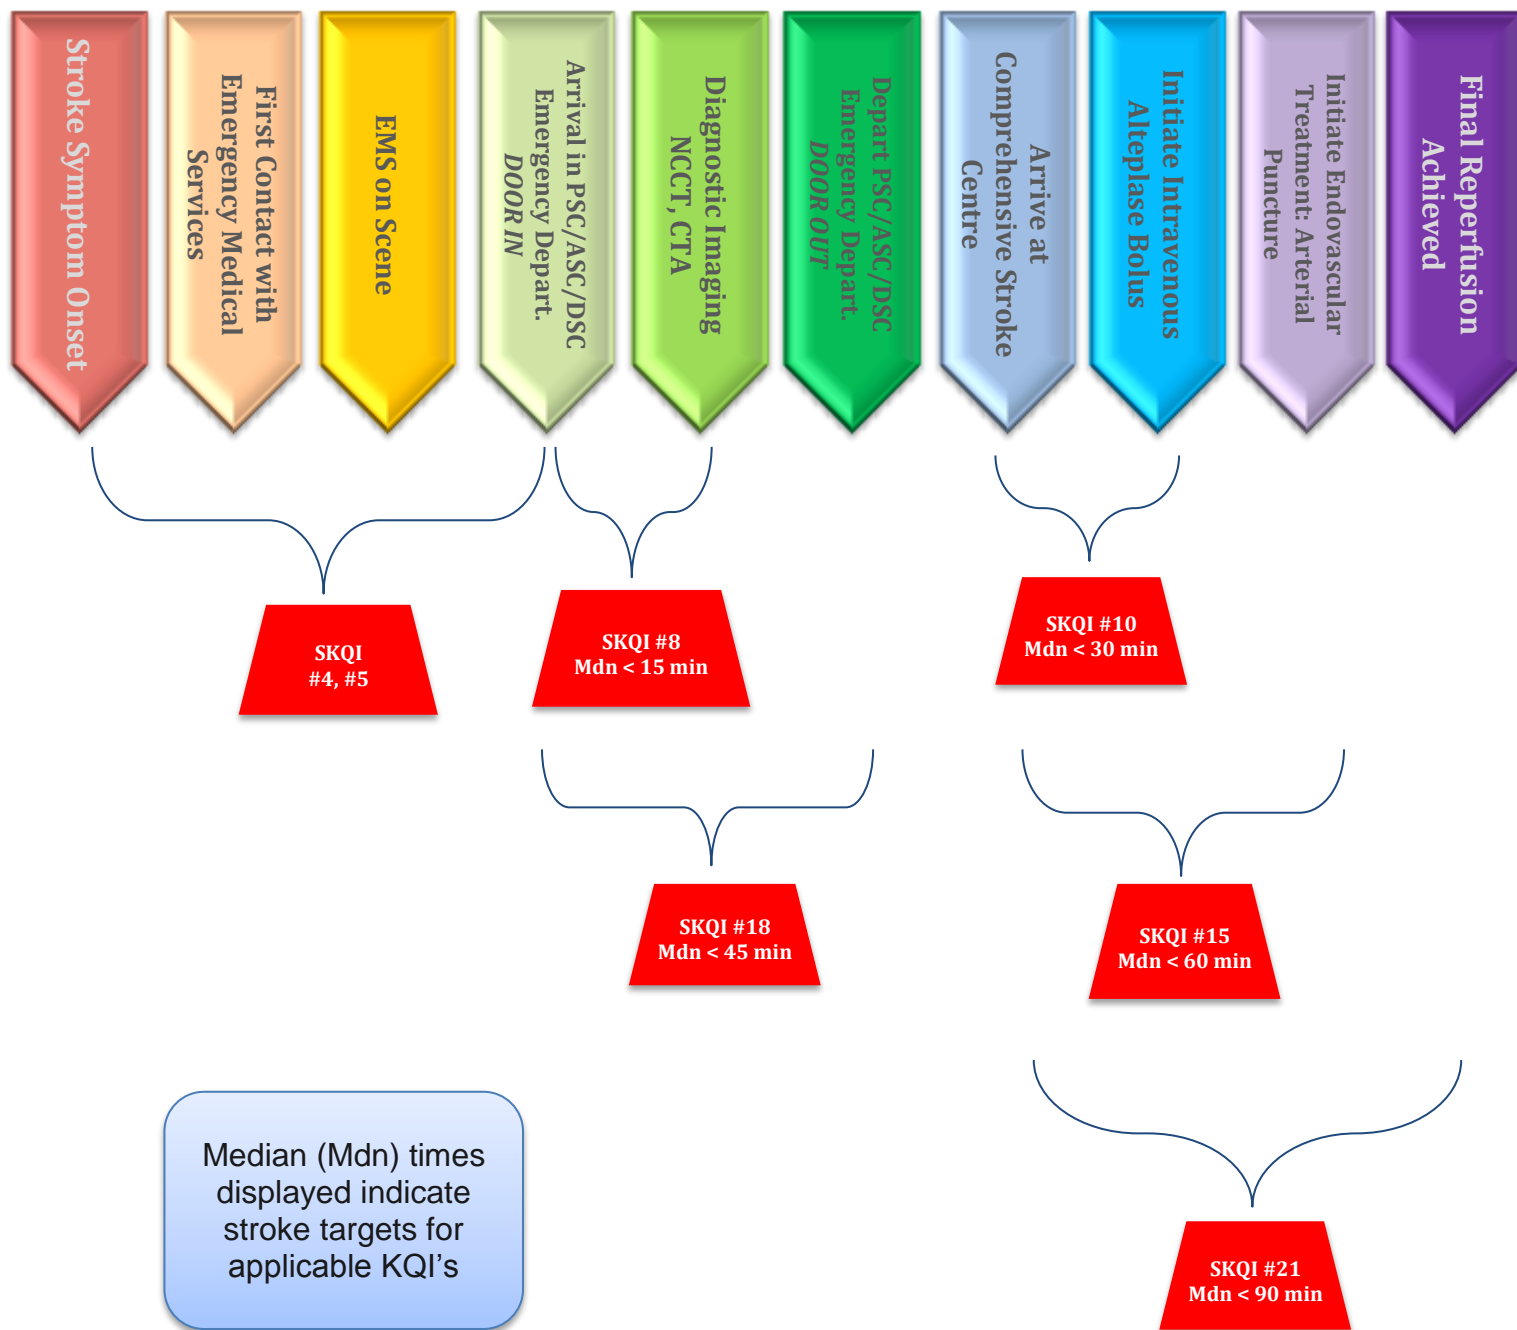 Stroke Symptom Onset
First Contact with
Emergency Medical
Services
EMS on Scene
Arrival in PSC/ASC/DSC
Emergency Depart.
DOOR IN
Diagnostic Imaging
NCCT, CTA
Depart PSC/ASC/DSC
Emergency Depart.
DOOR OUT
Arrive at
Comprehensive Stroke
Centre
Initiate Intravenous
Alteplase Bolus
Initiate Endovascular
Treatment: Arterial
Puncture
Final Reperfusion
Achieved
SKQI
#4, #5
SKQI #8
Mdn < 15 min
SKQI #10
Mdn < 30 min
SKQI #18
Mdn < 45 min
SKQI #15
Mdn < 60 min
Median (Mdn) times
displayed indicate
stroke targets for
applicable KQI’s
SKQI #21
Mdn < 90 min